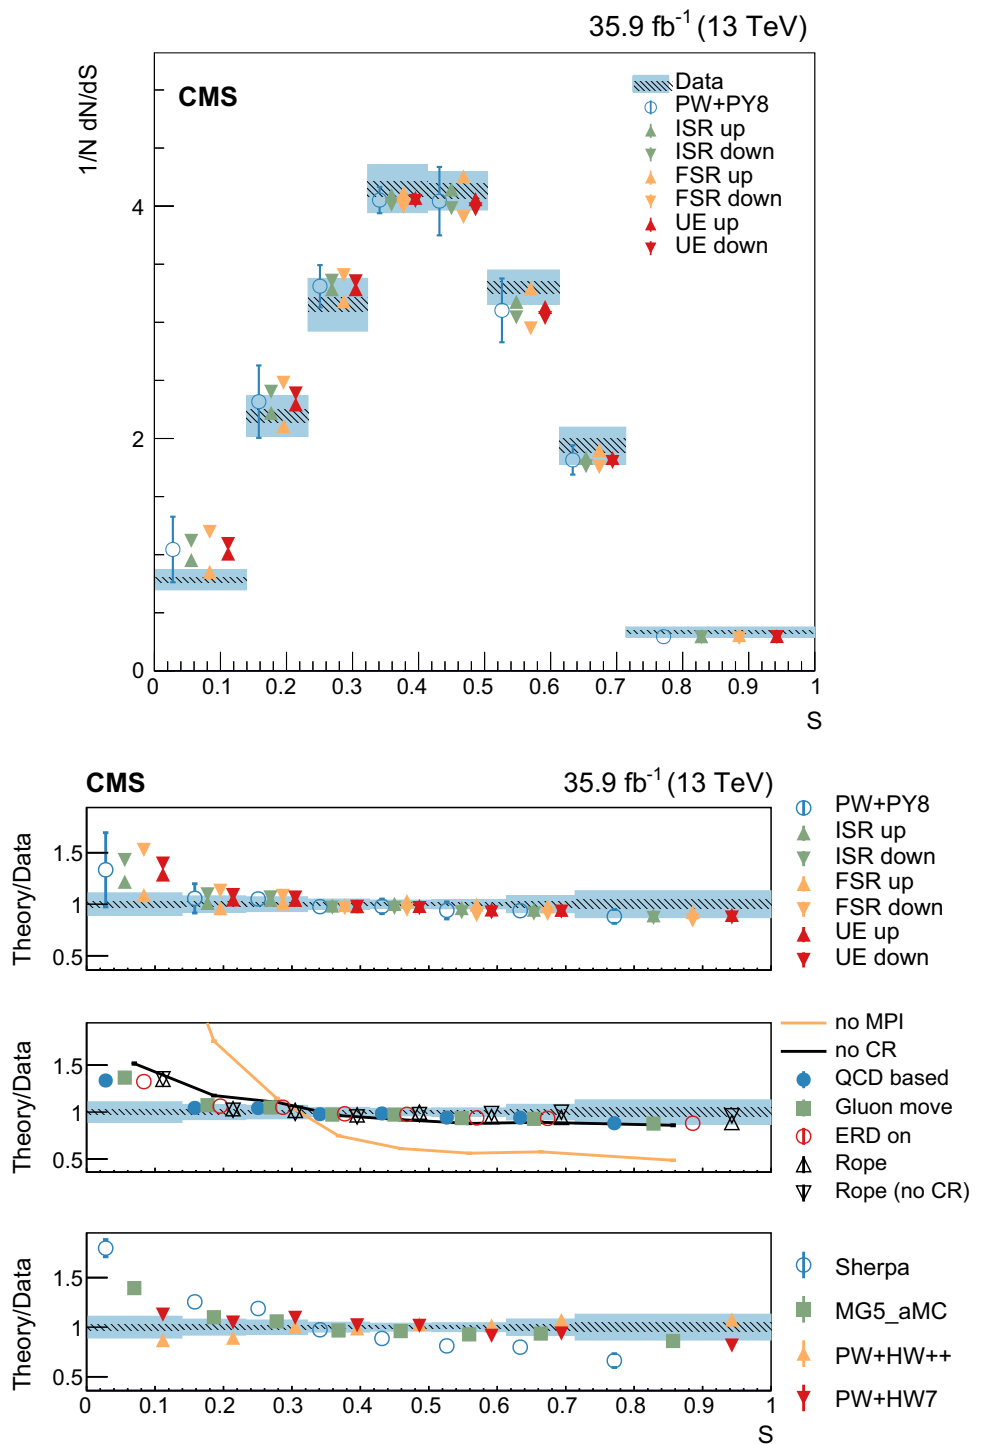 35.9 fb⁻¹ (13 TeV)
1/N dN/dS
CMS
Data
PW+PY8
ISR up
ISR down
FSR up
FSR down
UE up
UE down
4
2
0
0 0.1 0.2 0.3 0.4 0.5 0.6 0.7 0.8 0.9 1
S
CMS 35.9 fb⁻¹ (13 TeV)
Theory/Data
1.5
1
0.5
PW+PY8
ISR up
ISR down
FSR up
FSR down
UE up
UE down
Theory/Data
1.5
1
0.5
no MPI
no CR
QCD based
Gluon move
ERD on
Rope
Rope (no CR)
Theory/Data
1.5
1
0.5
Sherpa
MG5_aMC
PW+HW++
PW+HW7
0 0.1 0.2 0.3 0.4 0.5 0.6 0.7 0.8 0.9 1
S